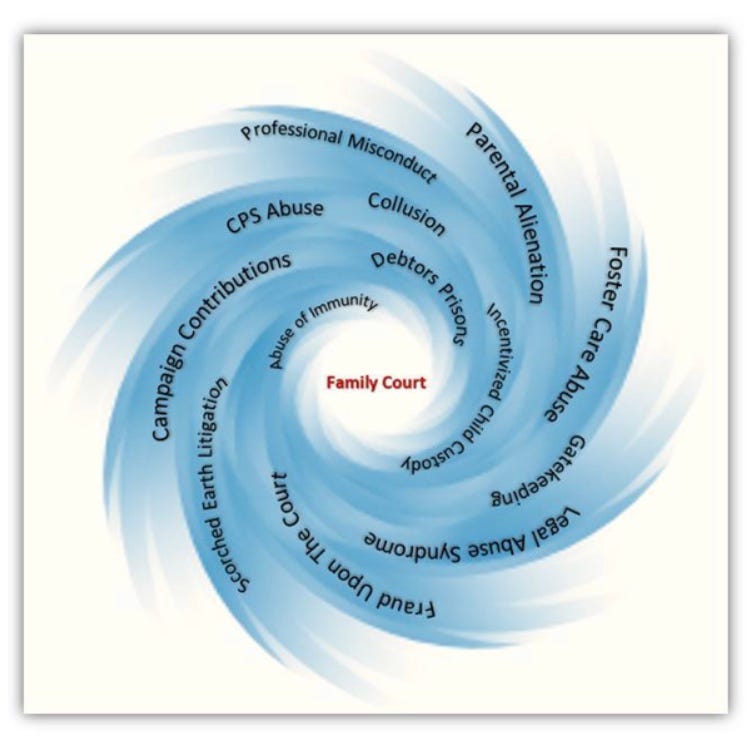 Professional Misconduct
Parental Alienation
CPS Abuse
Collusion
Foster Care Abuse
Campaign Contributions
Debtors Prisons
Abuse of Immunity
Incentivized Child Custody
Family Court
Scorched Earth Litigation
Gatekeeping
Legal Abuse Syndrome
Fraud Upon The Court